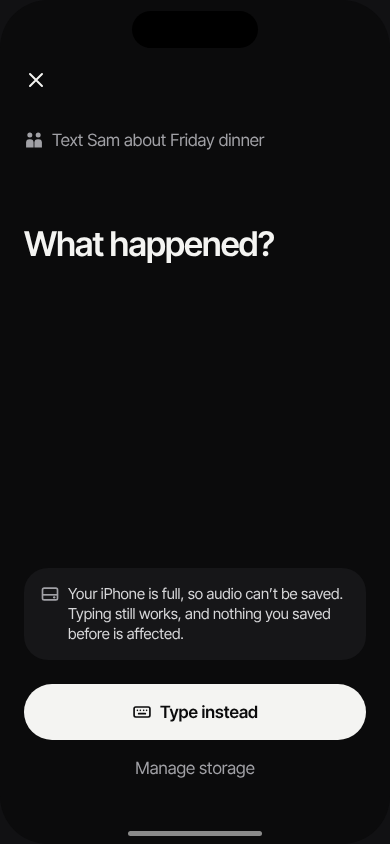 Text Sam about Friday dinner
What happened?
Your iPhone is full, so audio can’t be saved.
Typing still works, and nothing you saved
before is affected.
Type instead
Manage storage